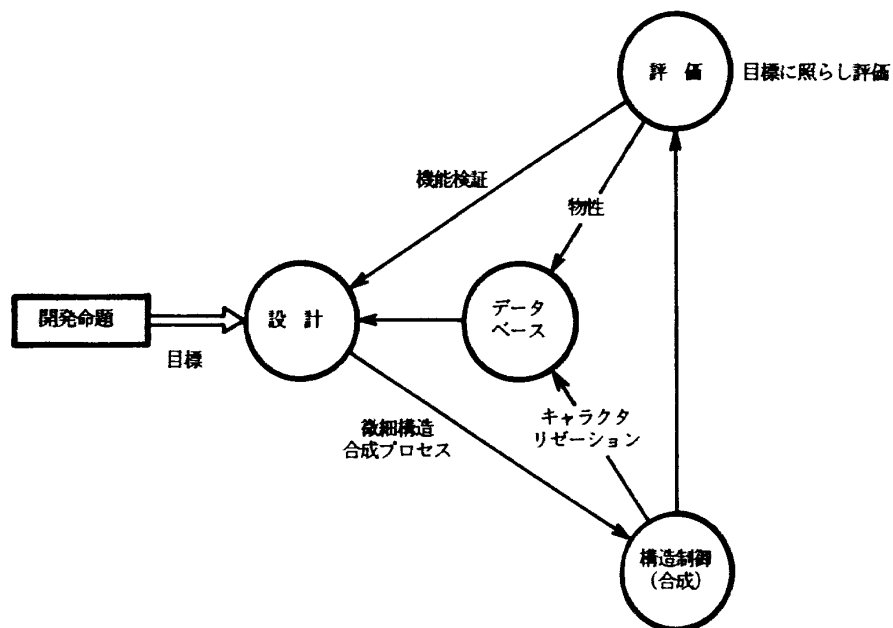 評 価
目標に照らし評価
機能検証
物性
データ
ベース
設 計
開発命題
目標
キャラクタ
リゼーション
微細構造
合成プロセス
構造制御
(合成)